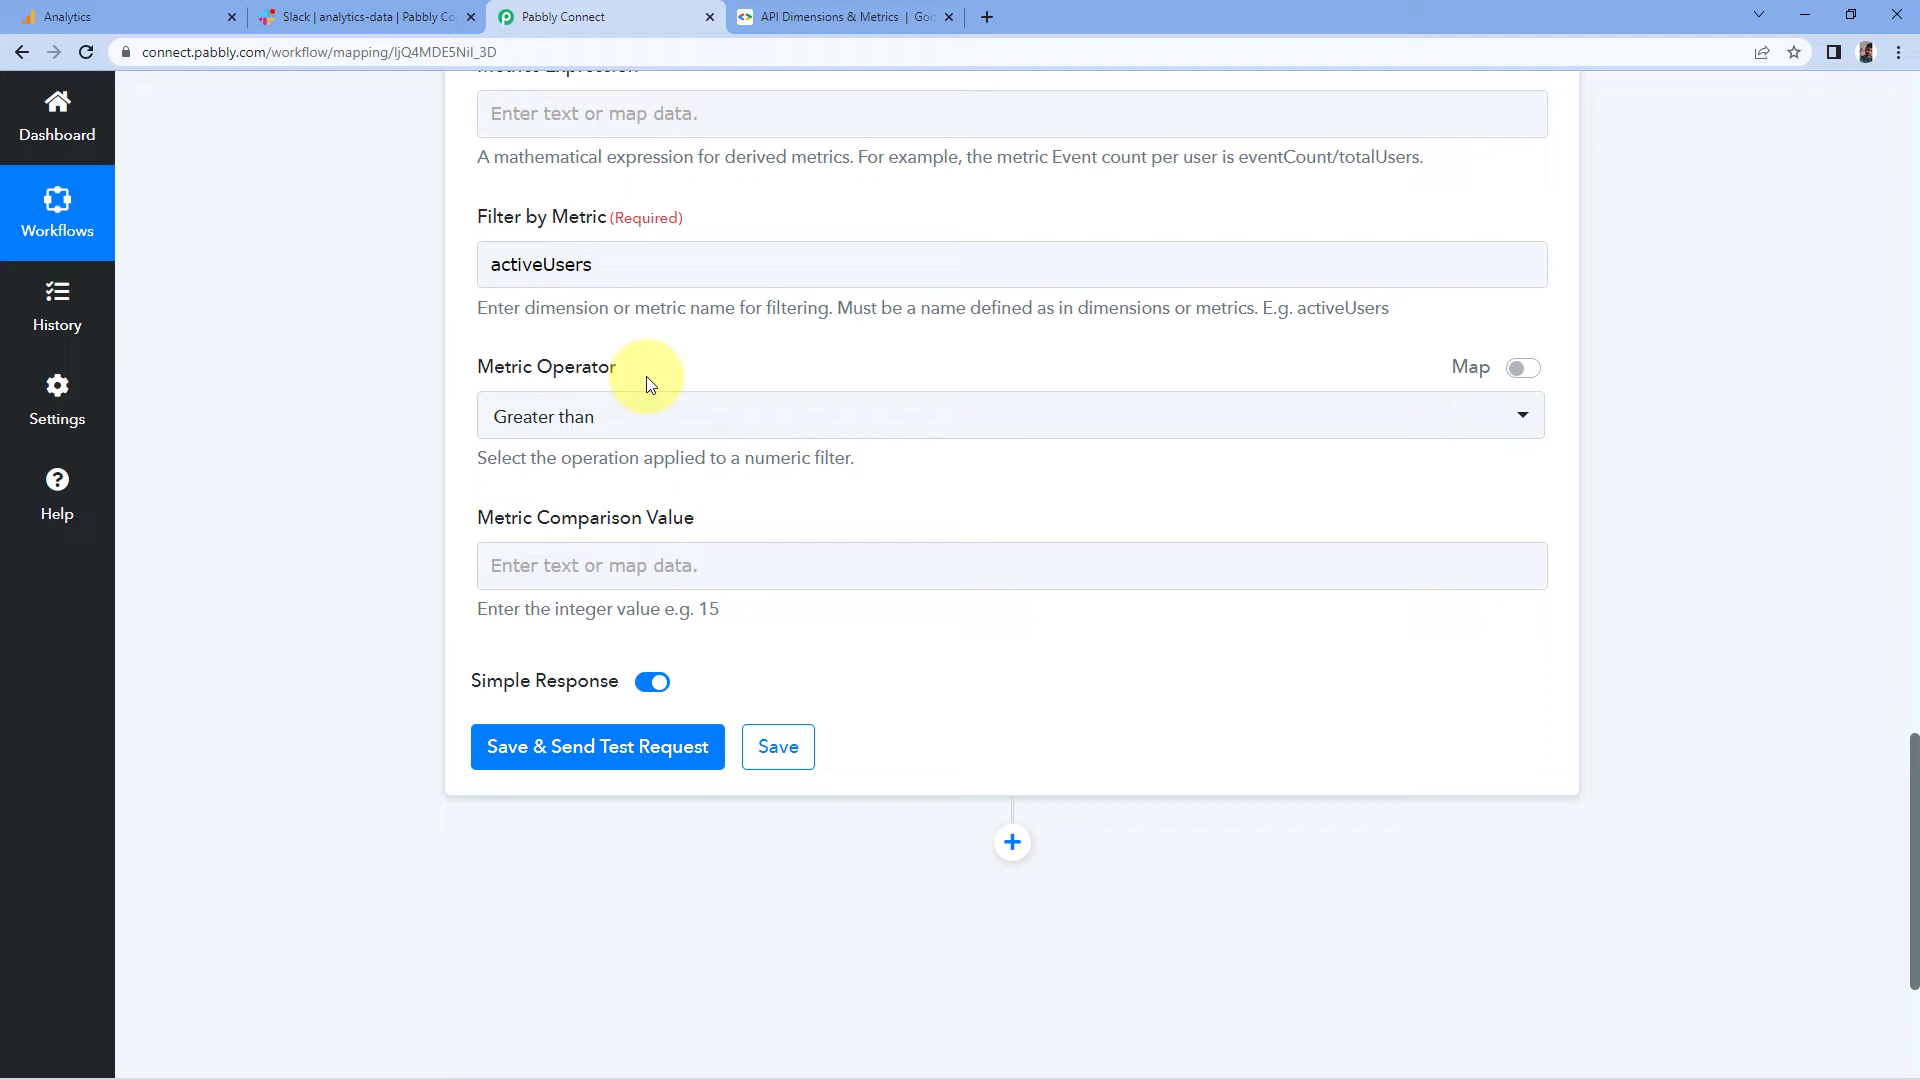 Analytics
Slack | analytics-data | Pabbly Co
Pabbly Connect
API Dimensions & Metrics | Goo
connect.pabbly.com/workflow/mapping/IjQ4MDE5NiI_3D
Metrics Expression
Enter text or map data.
A mathematical expression for derived metrics. For example, the metric Event count per user is eventCount/totalUsers.
Filter by Metric (Required)
activeUsers
Enter dimension or metric name for filtering. Must be a name defined as in dimensions or metrics. E.g. activeUsers
Metric Operator
Map
Greater than
Select the operation applied to a numeric filter.
Metric Comparison Value
Enter text or map data.
Enter the integer value e.g. 15
Simple Response
Save & Send Test Request
Save
Dashboard
Workflows
History
Settings
Help